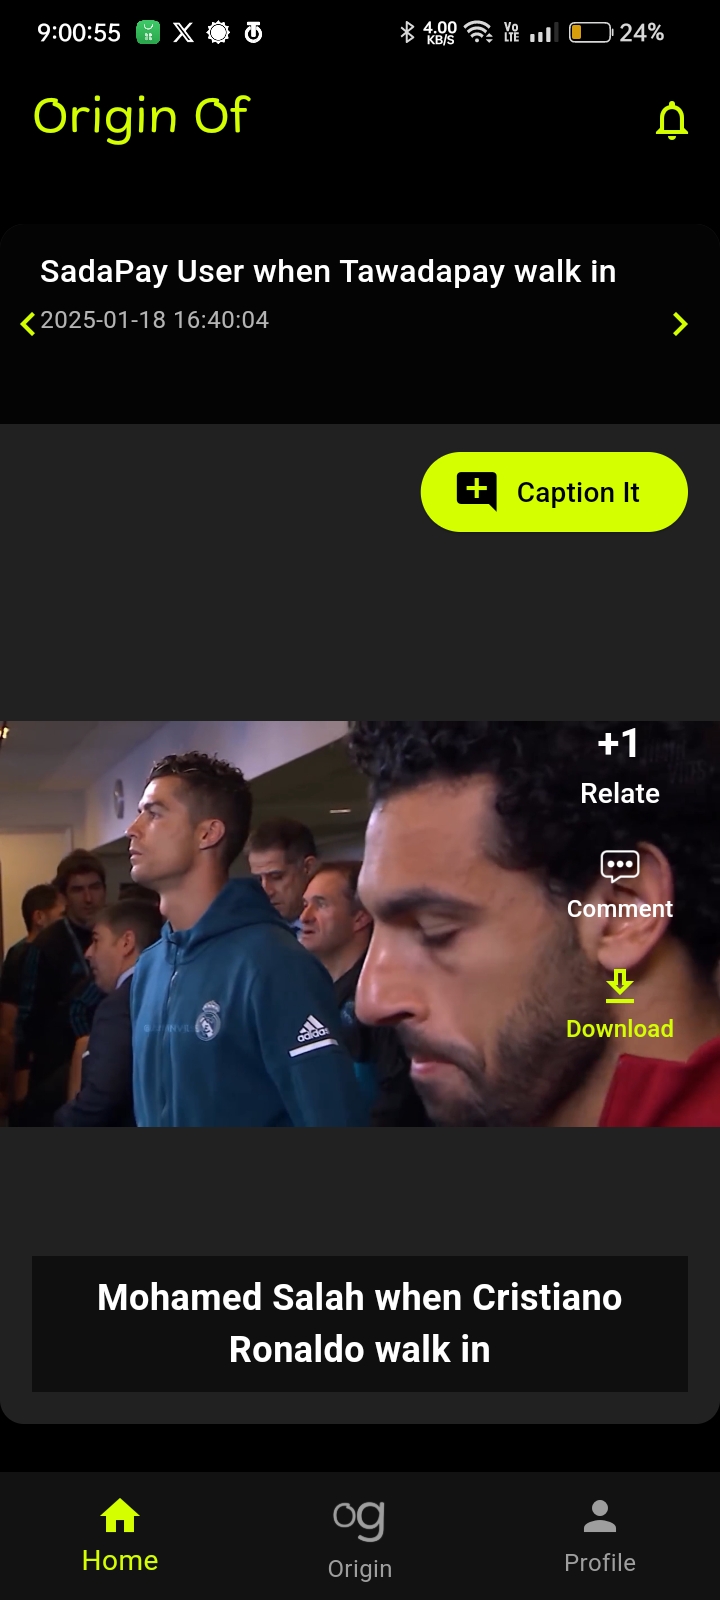 9:00:55
4.00
KB/S
Vo
LTE
24%
Origin Of
SadaPay User when Tawadapay walk in
2025-01-18 16:40:04
Caption It
+1
Relate
Comment
adidas
Download
Mohamed Salah when Cristiano
Ronaldo walk in
Home
og
Origin
Profile